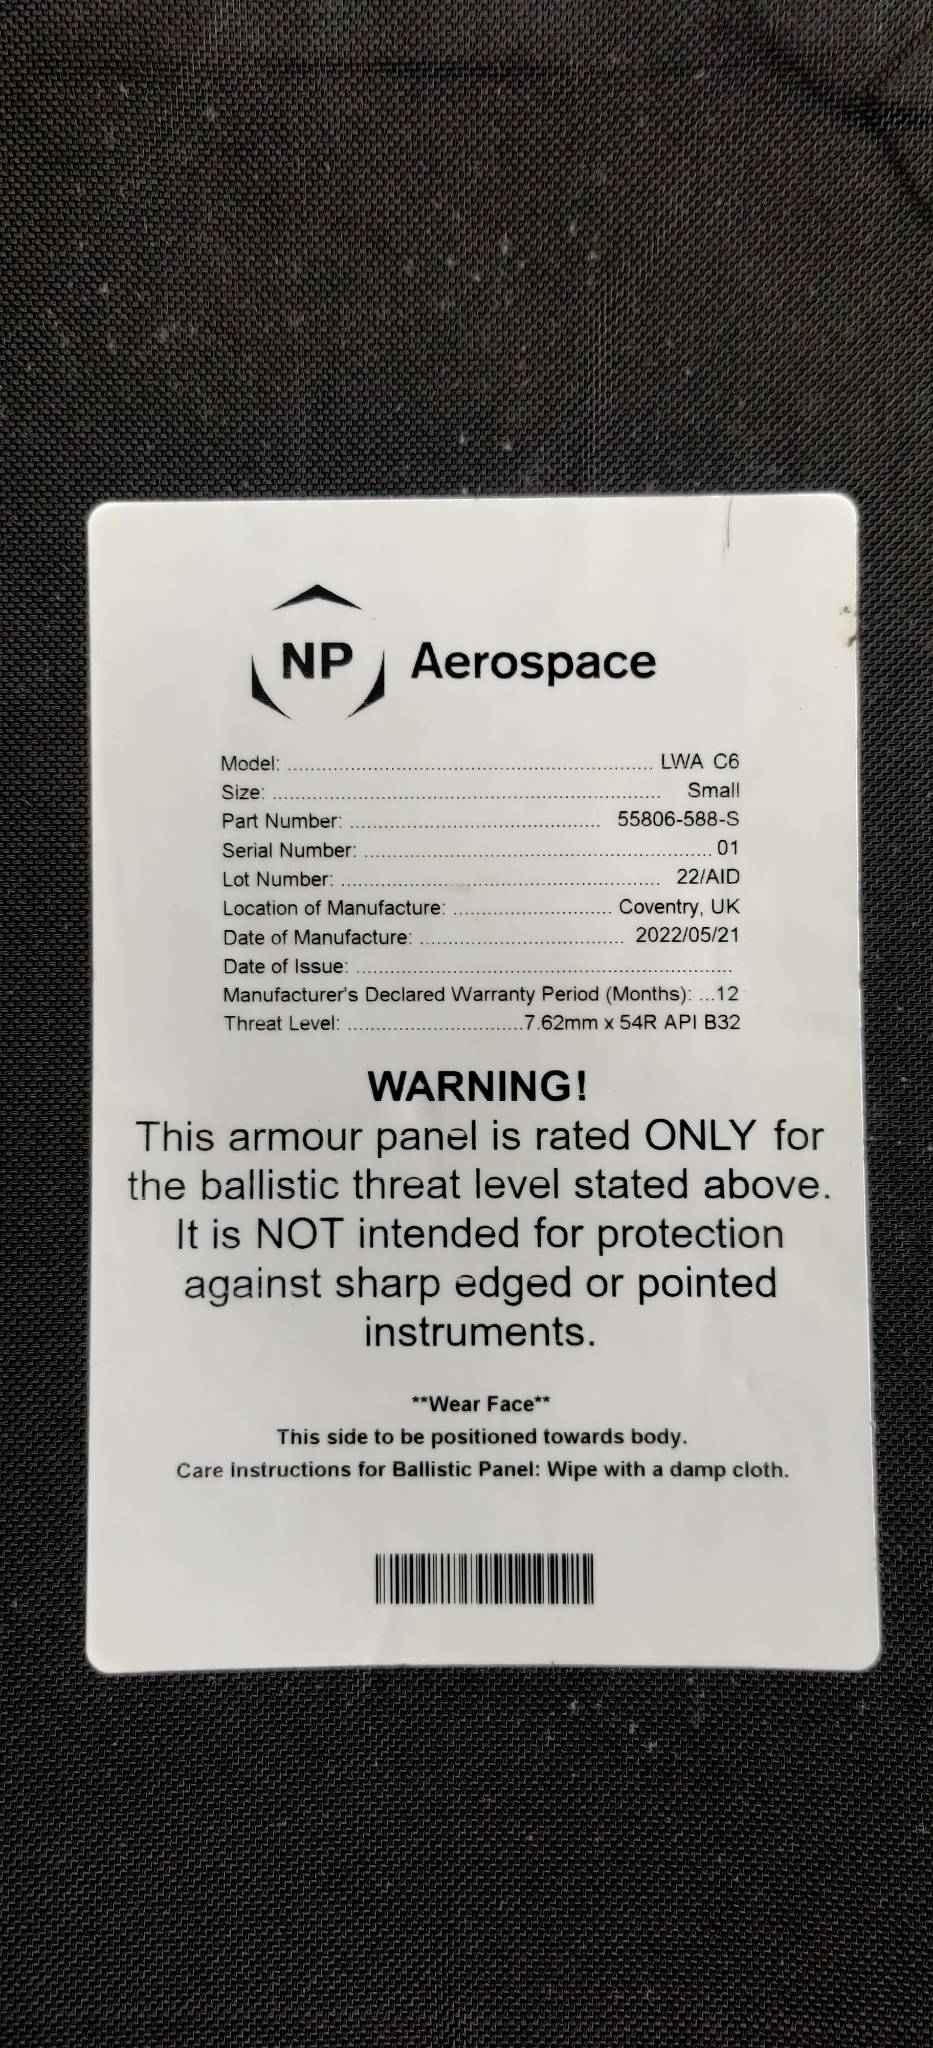 NP Aerospace
Model: ........................................................ LWA C6
Size: ............................................................ Small
Part Number: ...................................... 55806-588-S
Serial Number: ..................................................... 01
Lot Number: ................................................. 22/AID
Location of Manufacture: ......................... Coventry, UK
Date of Manufacture: ................................ 2022/05/21
Date of Issue: ..........................................................
Manufacturer's Declared Warranty Period (Months): ...12
Threat Level: ...........................7.62mm x 54R API B32
WARNING!
This armour panel is rated ONLY for
the ballistic threat level stated above.
It is NOT intended for protection
against sharp edged or pointed
instruments.
**Wear Face**
This side to be positioned towards body.
Care instructions for Ballistic Panel: Wipe with a damp cloth.